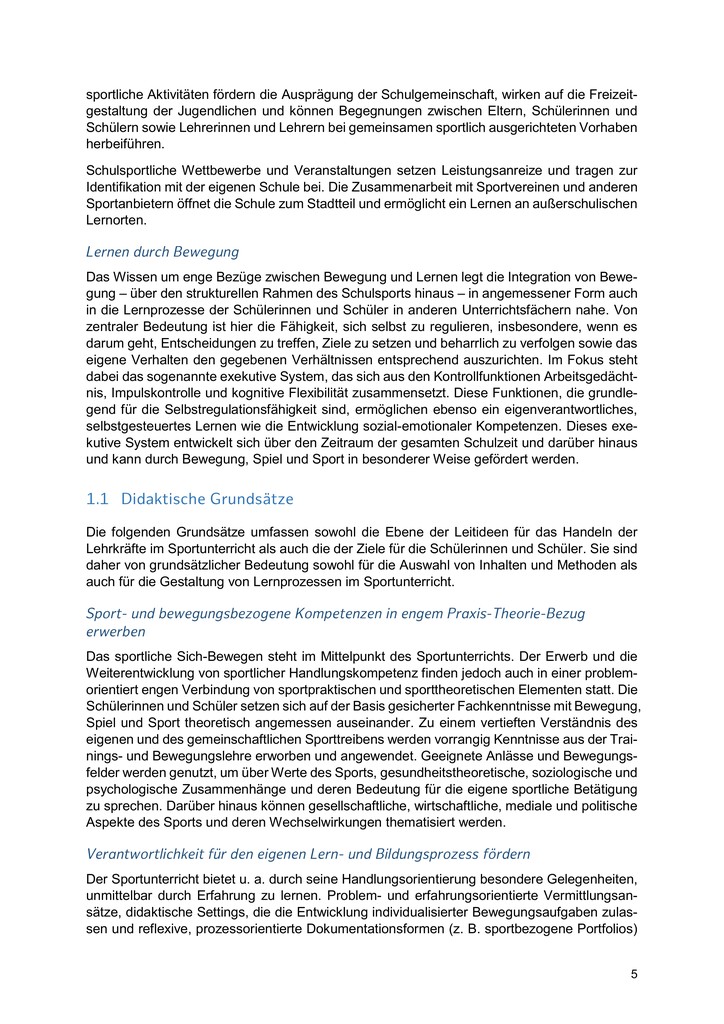 sportliche Aktivitäten fördern die Ausprägung der Schulgemeinschaft, wirken auf die Freizeit-
gestaltung der Jugendlichen und können Begegnungen zwischen Eltern, Schülerinnen und
Schülern sowie Lehrerinnen und Lehrern bei gemeinsamen sportlich ausgerichteten Vorhaben
herbeiführen.
Schulsportliche Wettbewerbe und Veranstaltungen setzen Leistungsanreize und tragen zur
Identifikation mit der eigenen Schule bei. Die Zusammenarbeit mit Sportvereinen und anderen
Sportanbietern öffnet die Schule zum Stadtteil und ermöglicht ein Lernen an außerschulischen
Lernorten.
Lernen durch Bewegung
Das Wissen um enge Bezüge zwischen Bewegung und Lernen legt die Integration von Bewe-
gung – über den strukturellen Rahmen des Schulsports hinaus – in angemessener Form auch
in die Lernprozesse der Schülerinnen und Schüler in anderen Unterrichtsfächern nahe. Von
zentraler Bedeutung ist hier die Fähigkeit, sich selbst zu regulieren, insbesondere, wenn es
darum geht, Entscheidungen zu treffen, Ziele zu setzen und beharrlich zu verfolgen sowie das
eigene Verhalten den gegebenen Verhältnissen entsprechend auszurichten. Im Fokus steht
dabei das sogenannte exekutive System, das sich aus den Kontrollfunktionen Arbeitsgedächt-
nis, Impulskontrolle und kognitive Flexibilität zusammensetzt. Diese Funktionen, die grundle-
gend für die Selbstregulationsfähigkeit sind, ermöglichen ebenso ein eigenverantwortliches,
selbstgesteuertes Lernen wie die Entwicklung sozial-emotionaler Kompetenzen. Dieses exe-
kutive System entwickelt sich über den Zeitraum der gesamten Schulzeit und darüber hinaus
und kann durch Bewegung, Spiel und Sport in besonderer Weise gefördert werden.
1.1 Didaktische Grundsätze
Die folgenden Grundsätze umfassen sowohl die Ebene der Leitideen für das Handeln der
Lehrkräfte im Sportunterricht als auch die der Ziele für die Schülerinnen und Schüler. Sie sind
daher von grundsätzlicher Bedeutung sowohl für die Auswahl von Inhalten und Methoden als
auch für die Gestaltung von Lernprozessen im Sportunterricht.
Sport- und bewegungsbezogene Kompetenzen in engem Praxis-Theorie-Bezug
erwerben
Das sportliche Sich-Bewegen steht im Mittelpunkt des Sportunterrichts. Der Erwerb und die
Weiterentwicklung von sportlicher Handlungskompetenz finden jedoch auch in einer problem-
orientiert engen Verbindung von sportpraktischen und sporttheoretischen Elementen statt. Die
Schülerinnen und Schüler setzen sich auf der Basis gesicherter Fachkenntnisse mit Bewegung,
Spiel und Sport theoretisch angemessen auseinander. Zu einem vertieften Verständnis des
eigenen und des gemeinschaftlichen Sporttreibens werden vorrangig Kenntnisse aus der Trai-
nings- und Bewegungslehre erworben und angewendet. Geeignete Anlässe und Bewegungs-
felder werden genutzt, um über Werte des Sports, gesundheitstheoretische, soziologische und
psychologische Zusammenhänge und deren Bedeutung für die eigene sportliche Betätigung
zu sprechen. Darüber hinaus können gesellschaftliche, wirtschaftliche, mediale und politische
Aspekte des Sports und deren Wechselwirkungen thematisiert werden.
Verantwortlichkeit für den eigenen Lern- und Bildungsprozess fördern
Der Sportunterricht bietet u. a. durch seine Handlungsorientierung besondere Gelegenheiten,
unmittelbar durch Erfahrung zu lernen. Problem- und erfahrungsorientierte Vermittlungsan-
sätze, didaktische Settings, die die Entwicklung individualisierter Bewegungsaufgaben zulas-
sen und reflexive, prozessorientierte Dokumentationsformen (z. B. sportbezogene Portfolios)
5